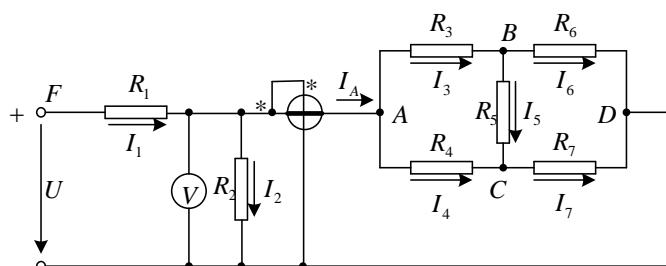 R3 B R6
F R1 * * IA I3 I6
+ A R5 I5 D
I1 R4 R7
U V R2 I2 C
I4 I7